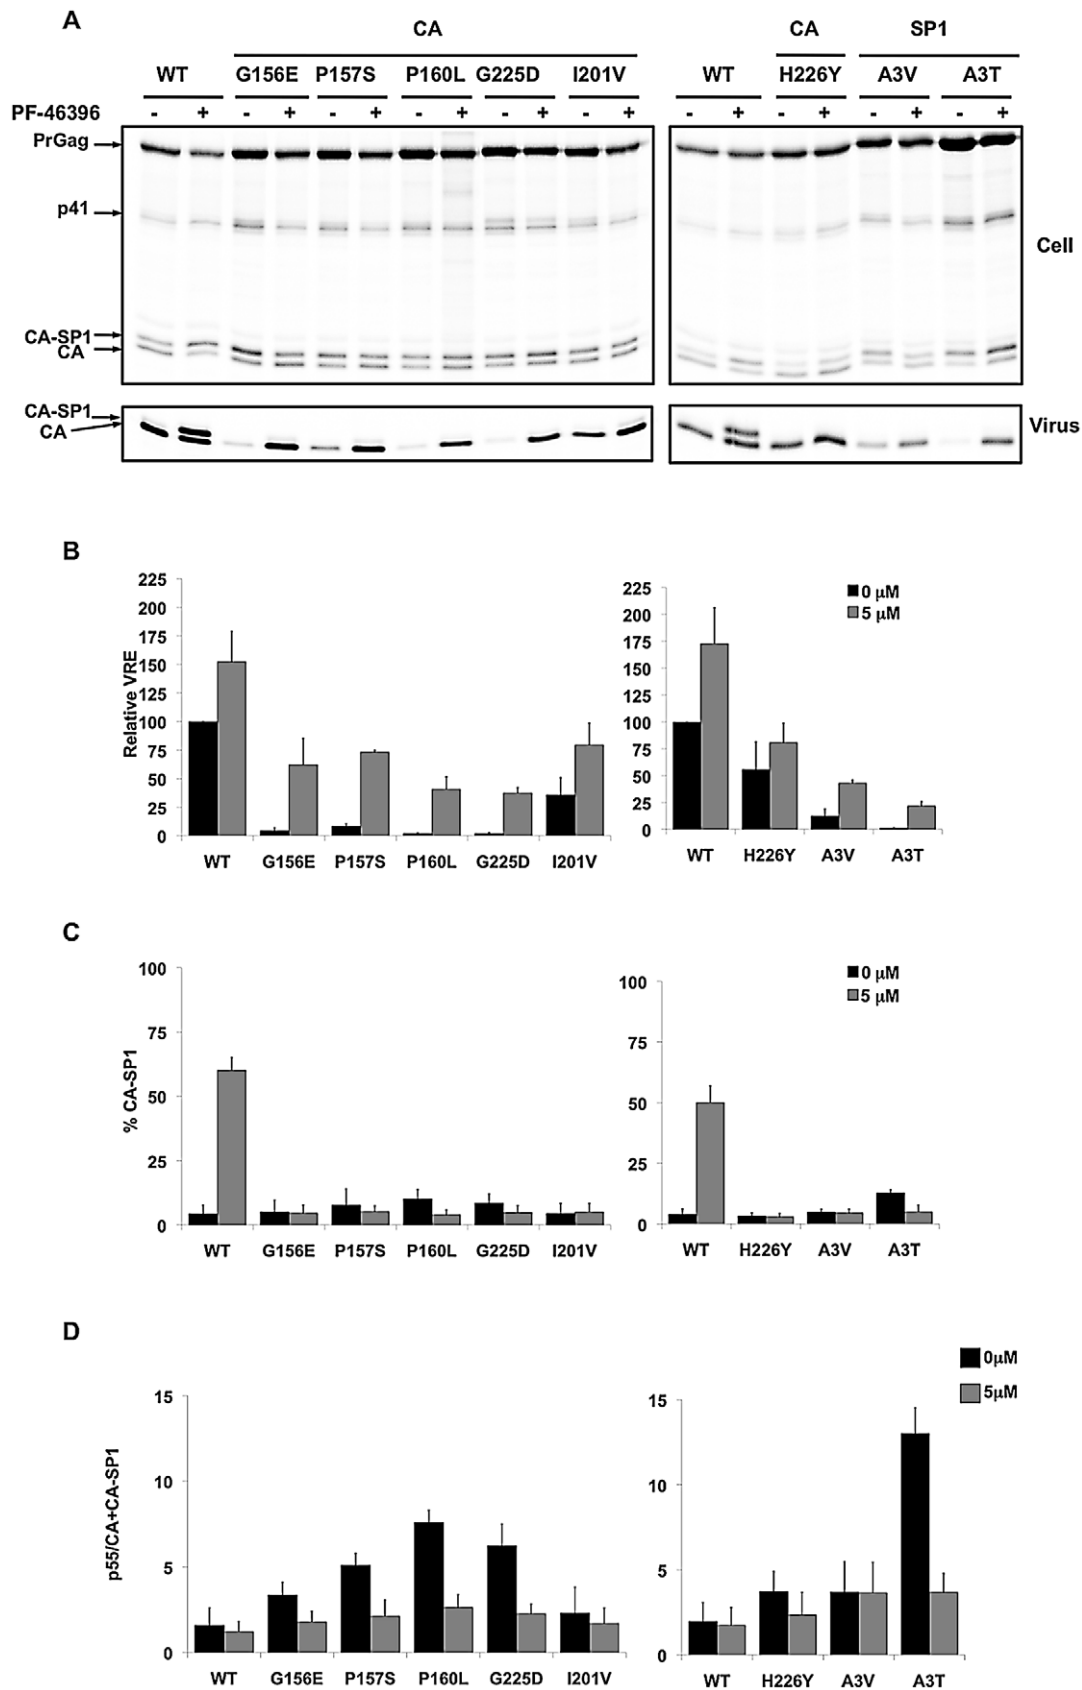 A
CA
CA
SP1
WT G156E P157S P160L G225D I201V
WT H226Y A3V A3T
PF-46396 - + - + - + - + - + - +
- + - + - + - +
PrGag
p41
CA-SP1
CA
Cell
CA-SP1
CA
Virus
B
Relative VRE
225
200
175
150
125
100
75
50
25
0
WT G156E P157S P160L G225D I201V
225
200
175
150
125
100
75
50
25
0
WT H226Y A3V A3T
0 µM
5 µM
C
% CA-SP1
100
75
50
25
0
WT G156E P157S P160L G225D I201V
100
75
50
25
0
WT H226Y A3V A3T
0 µM
5 µM
D
p55/CA+CA-SP1
15
10
5
0
WT G156E P157S P160L G225D I201V
15
10
5
0
WT H226Y A3V A3T
0µM
5µM